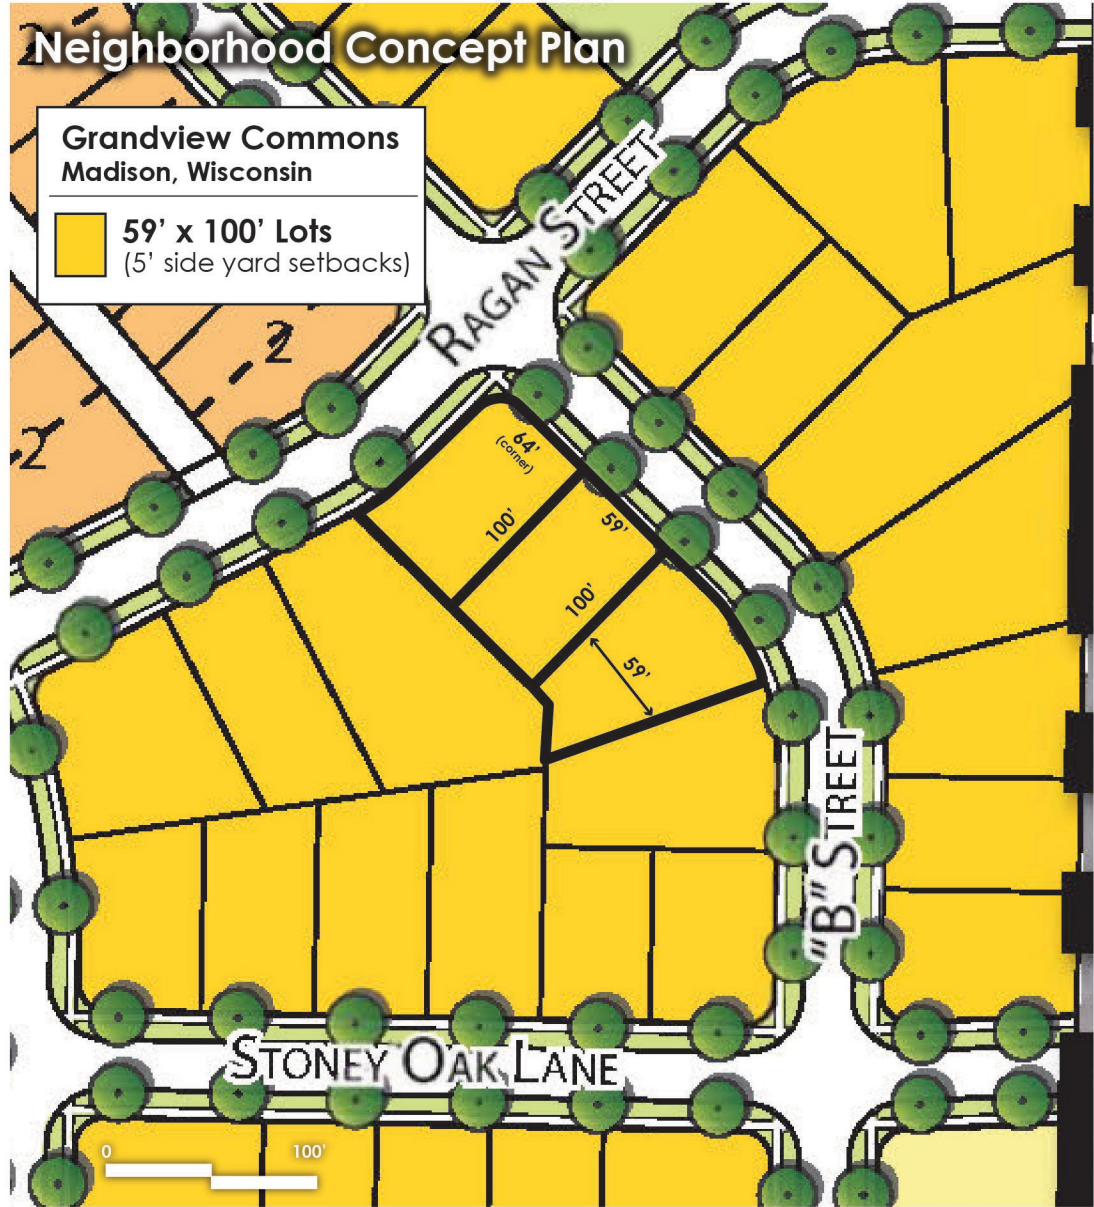 Neighborhood Concept Plan
Grandview Commons
Madison, Wisconsin
59' x 100' Lots
(5' side yard setbacks)
2
2
2
RAGAN STREET
64'
(corner)
100'
59'
100'
59'
"B" STREET
STONEY OAK LANE
0 100'